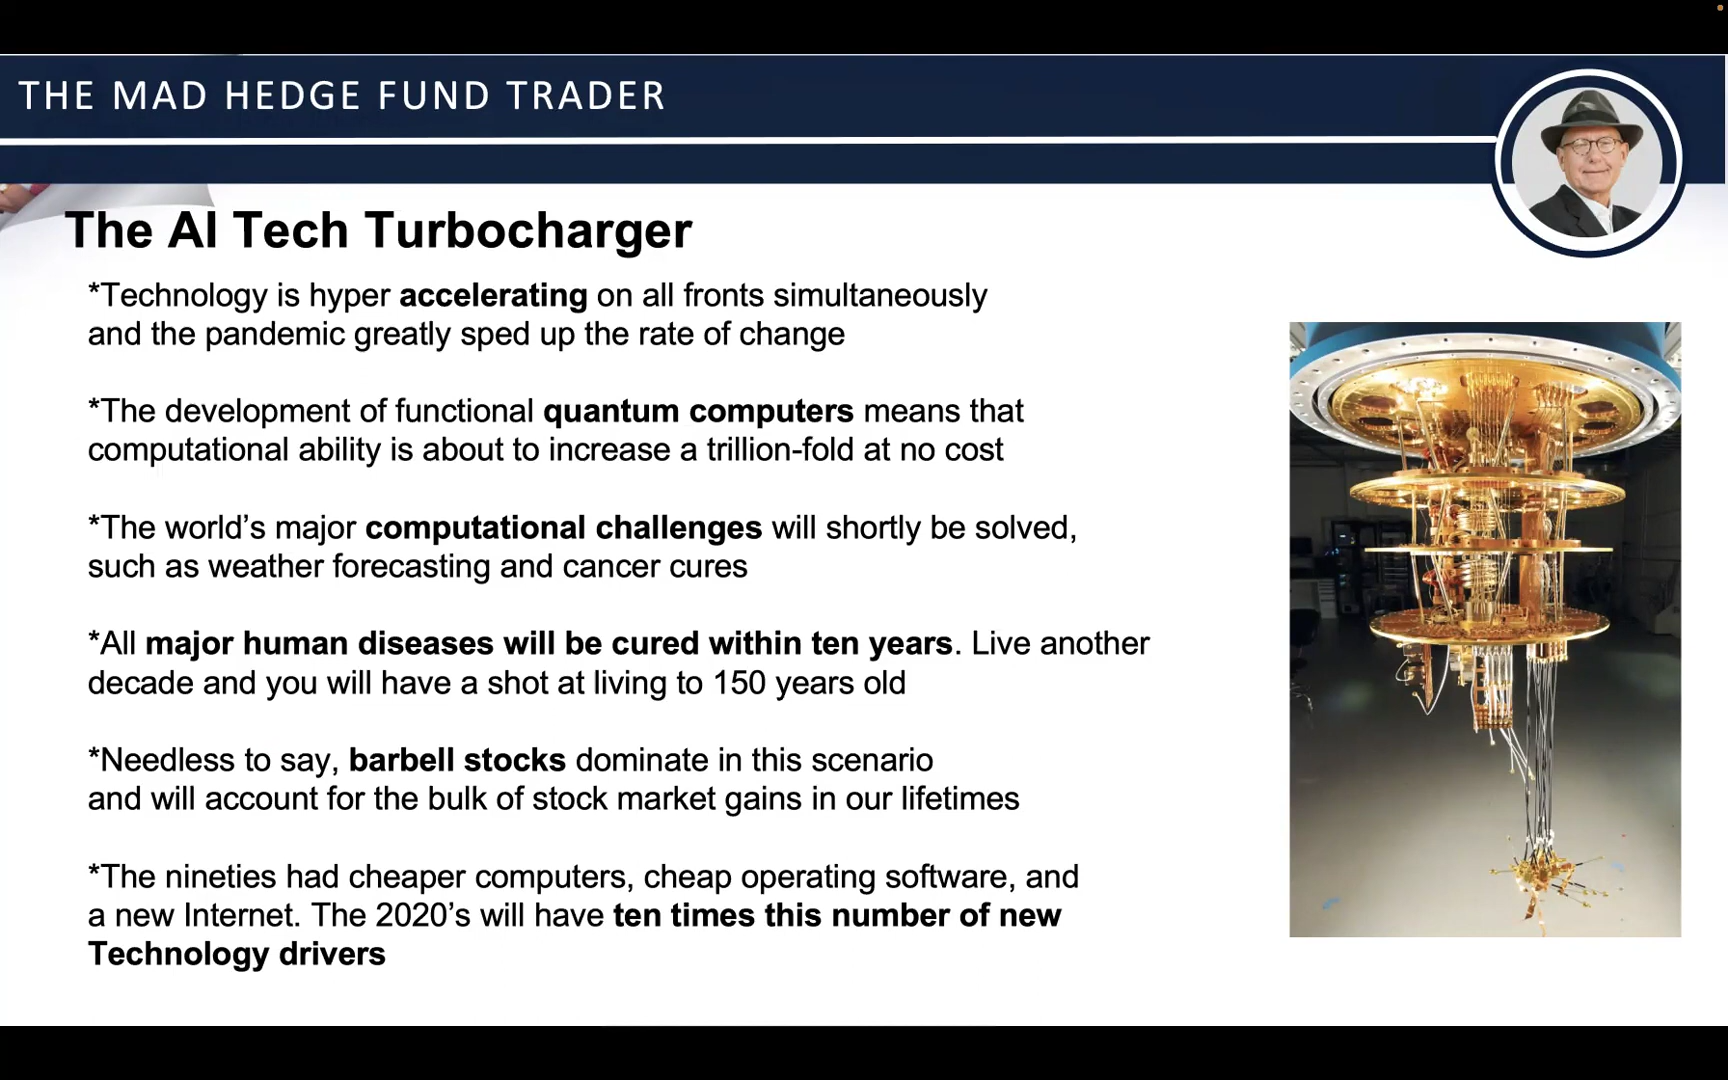 THE MAD HEDGE FUND TRADER
The AI Tech Turbocharger
*Technology is hyper accelerating on all fronts simultaneously
and the pandemic greatly sped up the rate of change
*The development of functional quantum computers means that
computational ability is about to increase a trillion-fold at no cost
*The world’s major computational challenges will shortly be solved,
such as weather forecasting and cancer cures
*All major human diseases will be cured within ten years. Live another
decade and you will have a shot at living to 150 years old
*Needless to say, barbell stocks dominate in this scenario
and will account for the bulk of stock market gains in our lifetimes
*The nineties had cheaper computers, cheap operating software, and
a new Internet. The 2020’s will have ten times this number of new
Technology drivers